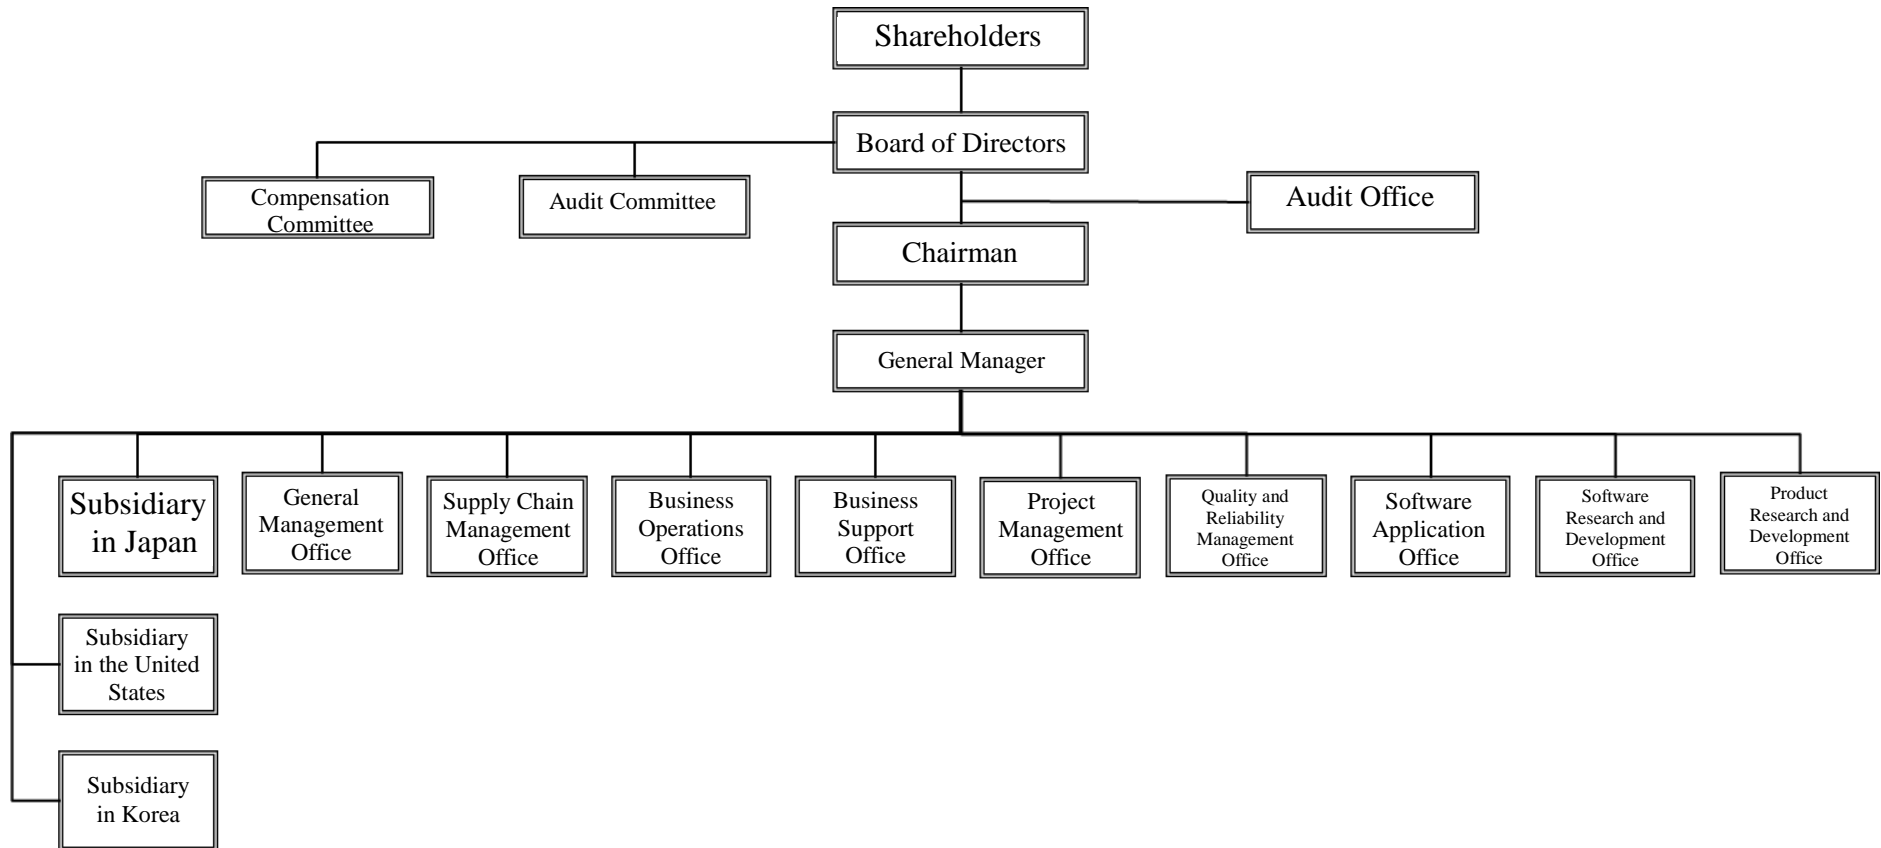 Shareholders
Board of Directors
Compensation
Committee
Audit Committee
Audit Office
Chairman
General Manager
Subsidiary
in Japan
General
Management
Office
Supply Chain
Management
Office
Business
Operations
Office
Business
Support
Office
Project
Management
Office
Quality and
Reliability
Management
Office
Software
Application
Office
Software
Research and
Development
Office
Product
Research and
Development
Office
Subsidiary
in the United
States
Subsidiary
in Korea